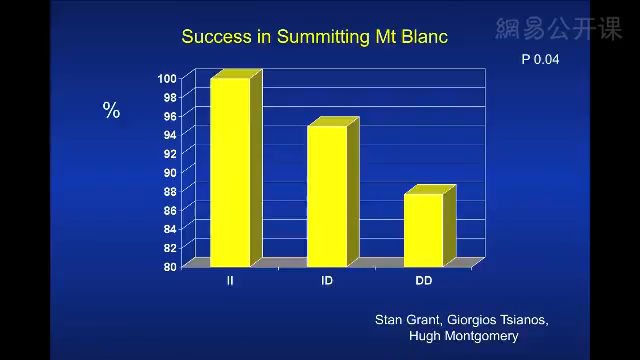 網易公开课
Success in Summitting Mt Blanc
P 0.04
%
100
98
96
94
92
90
88
86
84
82
80
II ID DD
Stan Grant, Giorgios Tsianos,
Hugh Montgomery